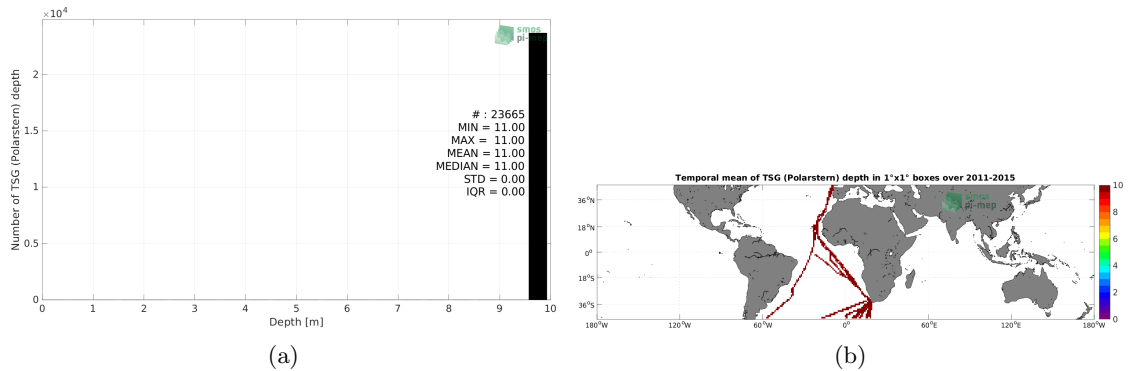 ×10⁴
smos
pi-mep
2
1.5
1
0.5
0
Number of TSG (Polarstern) depth
# : 23665
MIN = 11.00
MAX = 11.00
MEAN = 11.00
MEDIAN = 11.00
STD = 0.00
IQR = 0.00
0 1 2 3 4 5 6 7 8 9 10
Depth [m]
(a)
Temporal mean of TSG (Polarstern) depth in 1°x1° boxes over 2011-2015
smos
pi-mep
36°N
18°N
0°
18°S
36°S
180°W 120°W 60°W 0° 60°E 120°E 180°W
10
8
6
4
2
0
(b)